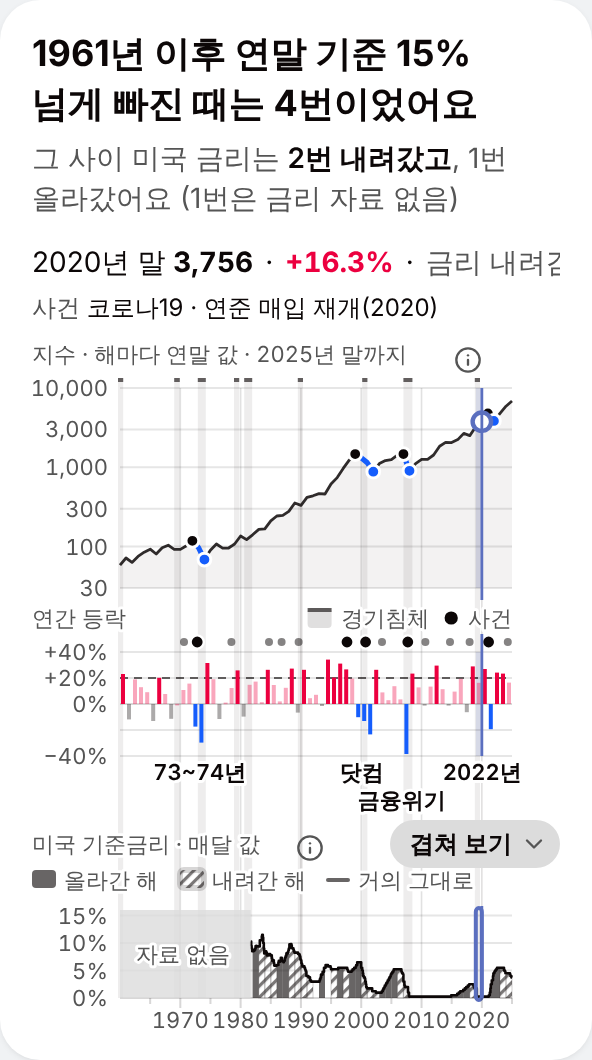 1961년 이후 연말 기준 15%
넘게 빠진 때는 4번이었어요
그 사이 미국 금리는 2번 내려갔고, 1번
올라갔어요 (1번은 금리 자료 없음)
2020년 말 3,756 · +16.3% · 금리 내려
사건 코로나19 · 연준 매입 재개(2020)
지수 · 해마다 연말 값 · 2025년 말까지
10,000
3,000
1,000
300
100
30
연간 등락 경기침체 사건
+40%
+20%
0%
−40%
73~74년 닷컴 2022년
금융위기
미국 기준금리 · 매달 값 겹쳐 보기
올라간 해 내려간 해 거의 그대로
15%
10%
5%
0%
자료 없음
1970 1980 1990 2000 2010 2020